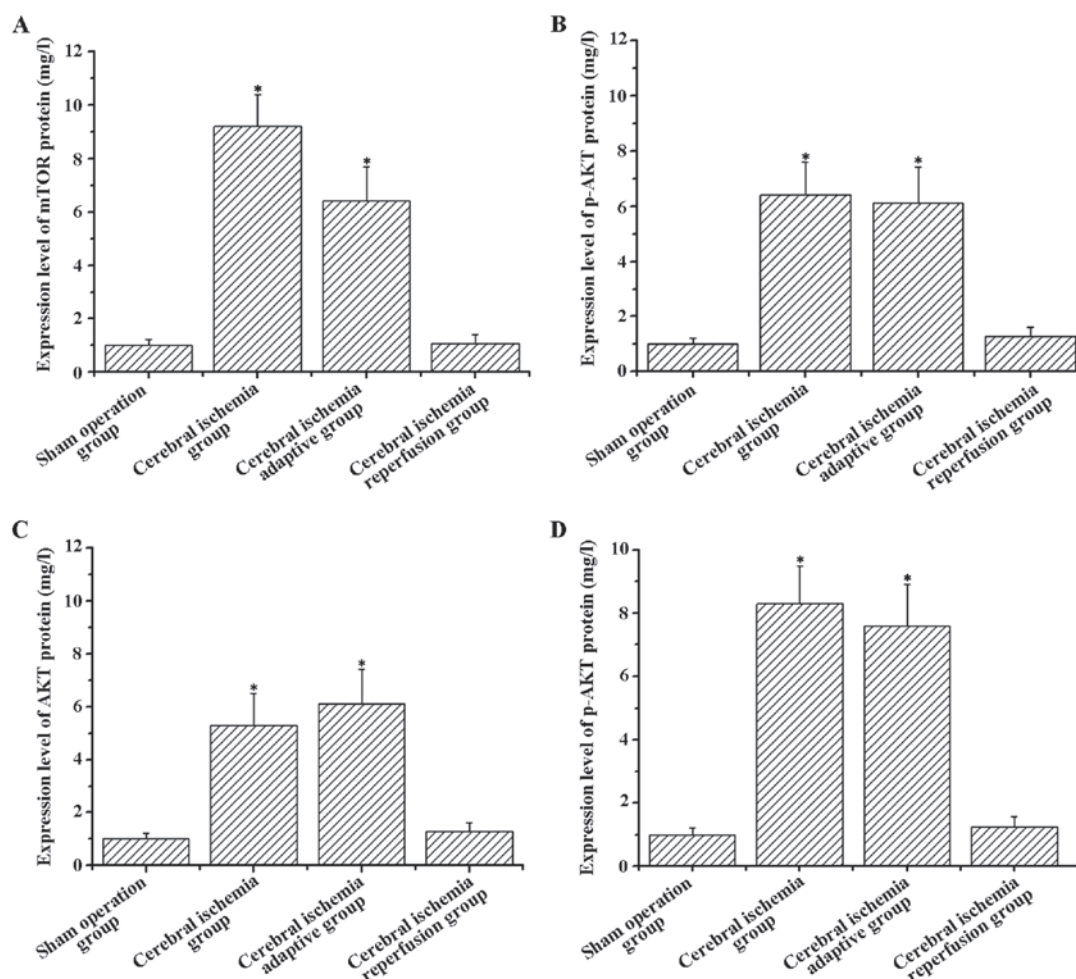 A
Expression level of mTOR protein (mg/l)
12
10
8
6
4
2
0
*
*
Sham operation
group
Cerebral ischemia
group
Cerebral ischemia
adaptive group
Cerebral ischemia
reperfusion group
B
Expression level of p-AKT protein (mg/l)
12
10
8
6
4
2
0
*
*
Sham operation
group
Cerebral ischemia
group
Cerebral ischemia
adaptive group
Cerebral ischemia
reperfusion group
C
Expression level of AKT protein (mg/l)
12
10
8
6
4
2
0
*
*
Sham operation
group
Cerebral ischemia
group
Cerebral ischemia
adaptive group
Cerebral ischemia
reperfusion group
D
Expression level of p-AKT protein (mg/l)
10
8
6
4
2
0
*
*
Sham operation
group
Cerebral ischemia
group
Cerebral ischemia
adaptive group
Cerebral ischemia
reperfusion group